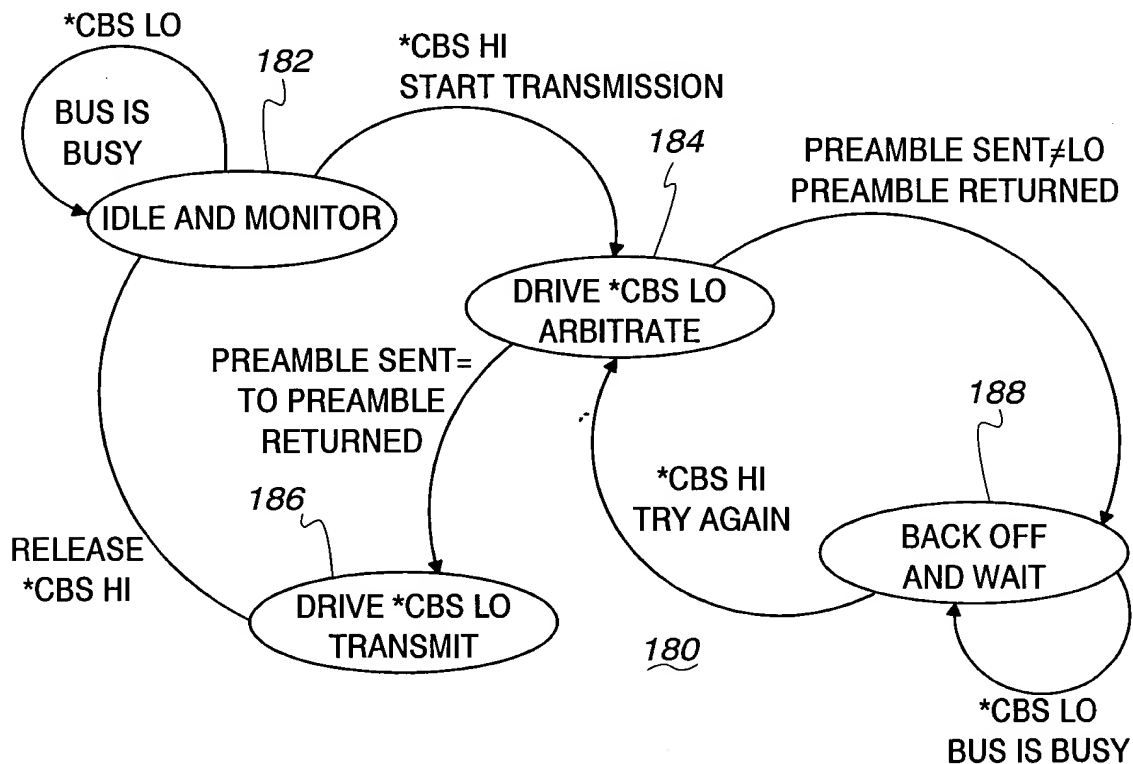 *CBS LO
BUS IS
BUSY
182
*CBS HI
START TRANSMISSION
IDLE AND MONITOR
184
PREAMBLE SENT≠LO
PREAMBLE RETURNED
DRIVE *CBS LO
ARBITRATE
PREAMBLE SENT=
TO PREAMBLE
RETURNED
186
188
*CBS HI
TRY AGAIN
RELEASE
*CBS HI
DRIVE *CBS LO
TRANSMIT
BACK OFF
AND WAIT
180
*CBS LO
BUS IS BUSY